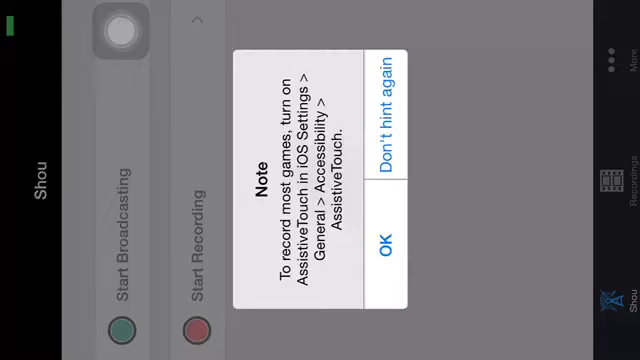 Shou
Start Broadcasting
Start Recording
Note
To record most games, turn on
AssistiveTouch in iOS Settings >
General > Accessibility >
AssistiveTouch.
OK
Don't hint again
Shou
Recordings
More